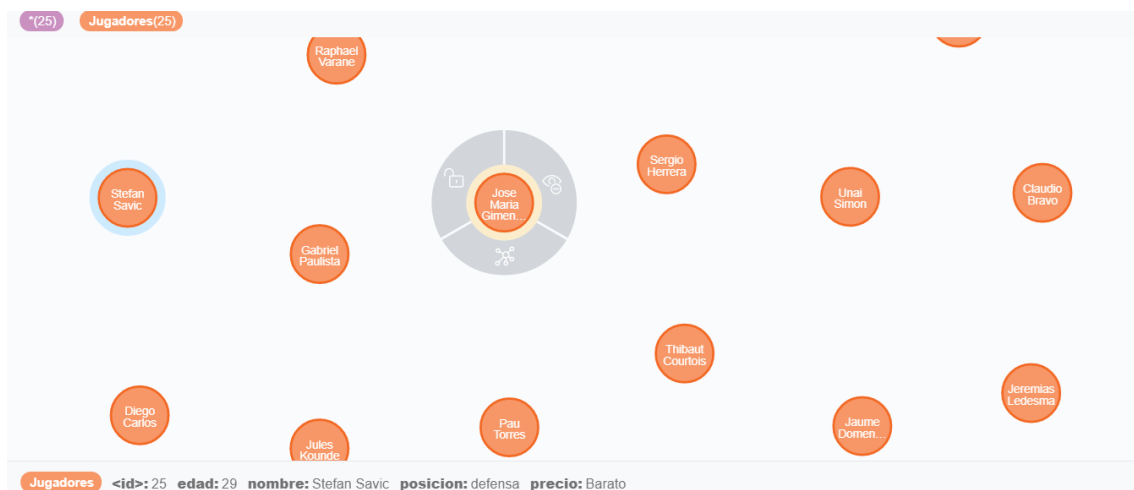 *(25) Jugadores(25)
Raphael
Varane
Stefan
Savic
Jose
Maria
Gimen...
Sergio
Herrera
Unai
Simon
Claudio
Bravo
Gabriel
Paulista
Thibaut
Courtois
Diego
Carlos
Jules
Kounde
Pau
Torres
Jaume
Domen...
Jeremias
Ledesma
Jugadores <id>: 25 edad: 29 nombre: Stefan Savic posicion: defensa precio: Barato